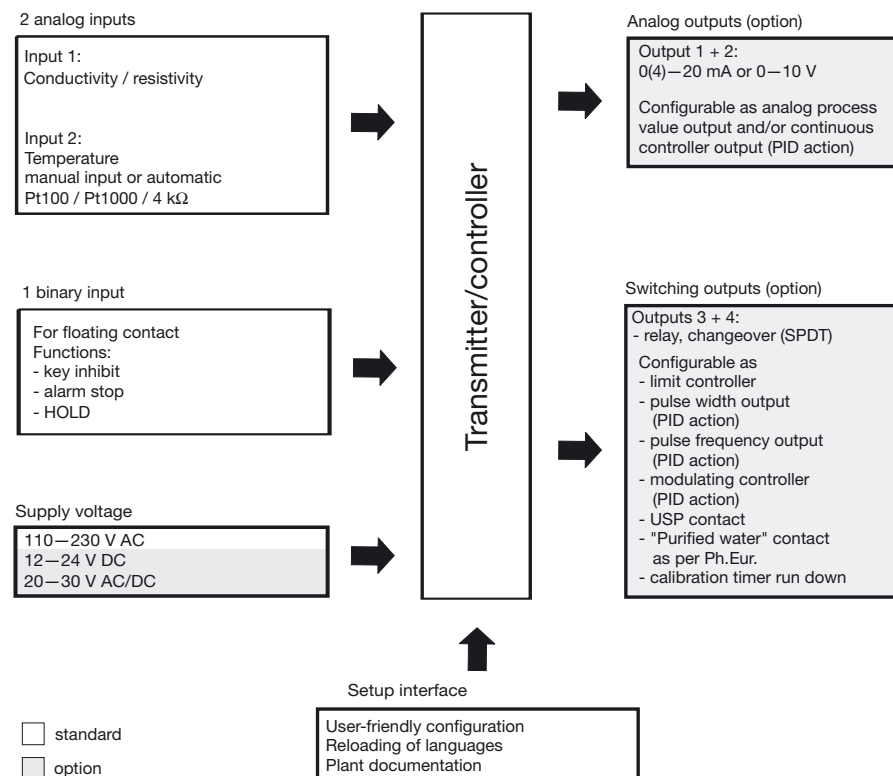 2 analog inputs
Input 1:
Conductivity / resistivity
Input 2:
Temperature
manual input or automatic
Pt100 / Pt1000 / 4 kΩ
1 binary input
For floating contact
Functions:
- key inhibit
- alarm stop
- HOLD
Supply voltage
110—230 V AC
12—24 V DC
20—30 V AC/DC
Transmitter/controller
Analog outputs (option)
Output 1 + 2:
0(4)—20 mA or 0—10 V
Configurable as analog process
value output and/or continuous
controller output (PID action)
Switching outputs (option)
Outputs 3 + 4:
- relay, changeover (SPDT)
Configurable as
- limit controller
- pulse width output
(PID action)
- pulse frequency output
(PID action)
- modulating controller
(PID action)
- USP contact
- "Purified water" contact
as per Ph.Eur.
- calibration timer run down
Setup interface
User-friendly configuration
Reloading of languages
Plant documentation
standard
option